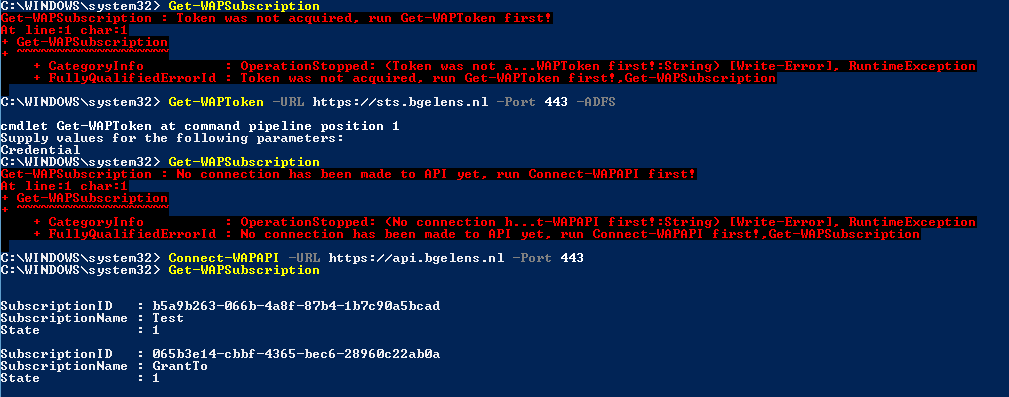 C:\WINDOWS\system32> Get-WAPSubscription
Get-WAPSubscription : Token was not acquired, run Get-WAPToken first!
At line:1 char:1
+ Get-WAPSubscription
+ ~~~~~~~~~~~~~~~~~~~
    + CategoryInfo          : OperationStopped: (Token was not a...WAPToken first!:String) [Write-Error], RuntimeException
    + FullyQualifiedErrorId : Token was not acquired, run Get-WAPToken first!,Get-WAPSubscription
C:\WINDOWS\system32> Get-WAPToken -URL https://sts.bgelens.nl -Port 443 -ADFS
cmdlet Get-WAPToken at command pipeline position 1
Supply values for the following parameters:
Credential
C:\WINDOWS\system32> Get-WAPSubscription
Get-WAPSubscription : No connection has been made to API yet, run Connect-WAPAPI first!
At line:1 char:1
+ Get-WAPSubscription
+ ~~~~~~~~~~~~~~~~~~~
    + CategoryInfo          : OperationStopped: (No connection h...t-WAPAPI first!:String) [Write-Error], RuntimeException
    + FullyQualifiedErrorId : No connection has been made to API yet, run Connect-WAPAPI first!,Get-WAPSubscription
C:\WINDOWS\system32> Connect-WAPAPI -URL https://api.bgelens.nl -Port 443
C:\WINDOWS\system32> Get-WAPSubscription
SubscriptionID   : b5a9b263-066b-4a8f-87b4-1b7c90a5bcad
SubscriptionName : Test
State            : 1
SubscriptionID   : 065b3e14-cbbf-4365-bec6-28960c22ab0a
SubscriptionName : GrantTo
State            : 1